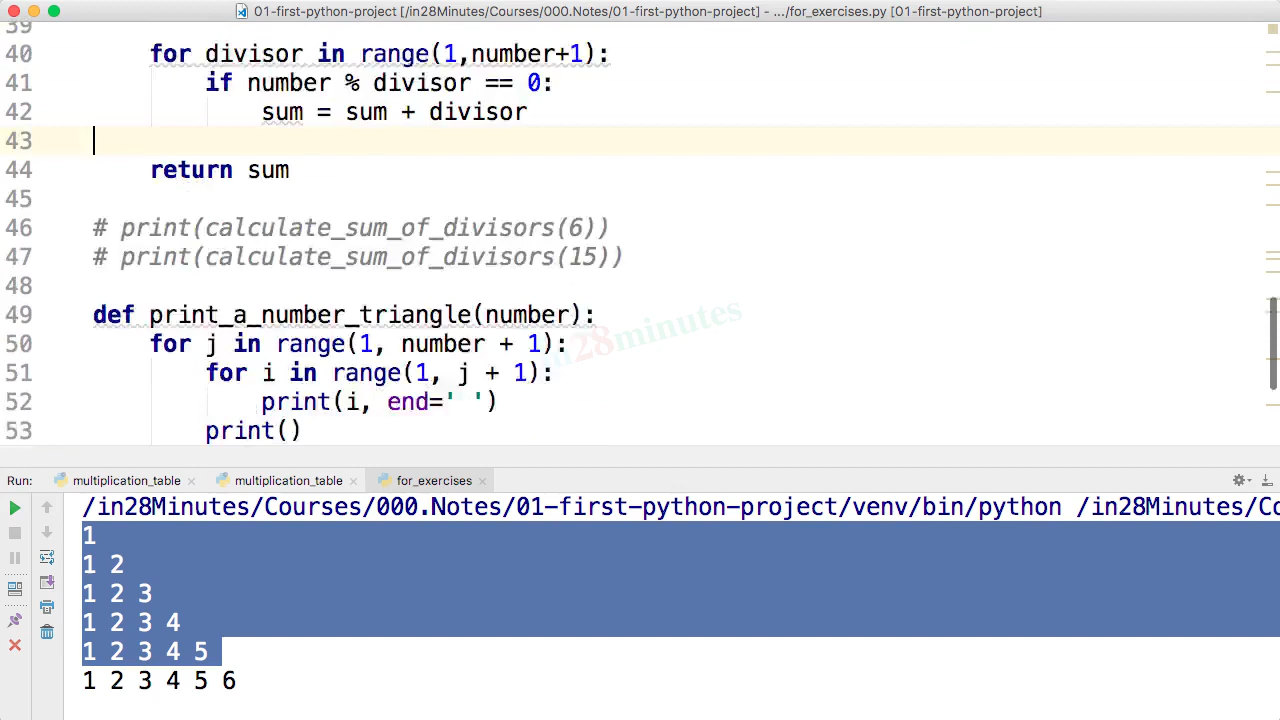 01-first-python-project [/in28Minutes/Courses/000.Notes/01-first-python-project] - .../for_exercises.py [01-first-python-project]
39
40 for divisor in range(1,number+1):
41 if number % divisor == 0:
42 sum = sum + divisor
43
44 return sum
45
46 # print(calculate_sum_of_divisors(6))
47 # print(calculate_sum_of_divisors(15))
48
49 def print_a_number_triangle(number):
50 for j in range(1, number + 1):
51 for i in range(1, j + 1):
52 print(i, end=' ')
53 print()
in28minutes
Run: multiplication_table multiplication_table for_exercises
/in28Minutes/Courses/000.Notes/01-first-python-project/venv/bin/python /in28Minutes/Co
1
1 2
1 2 3
1 2 3 4
1 2 3 4 5
1 2 3 4 5 6